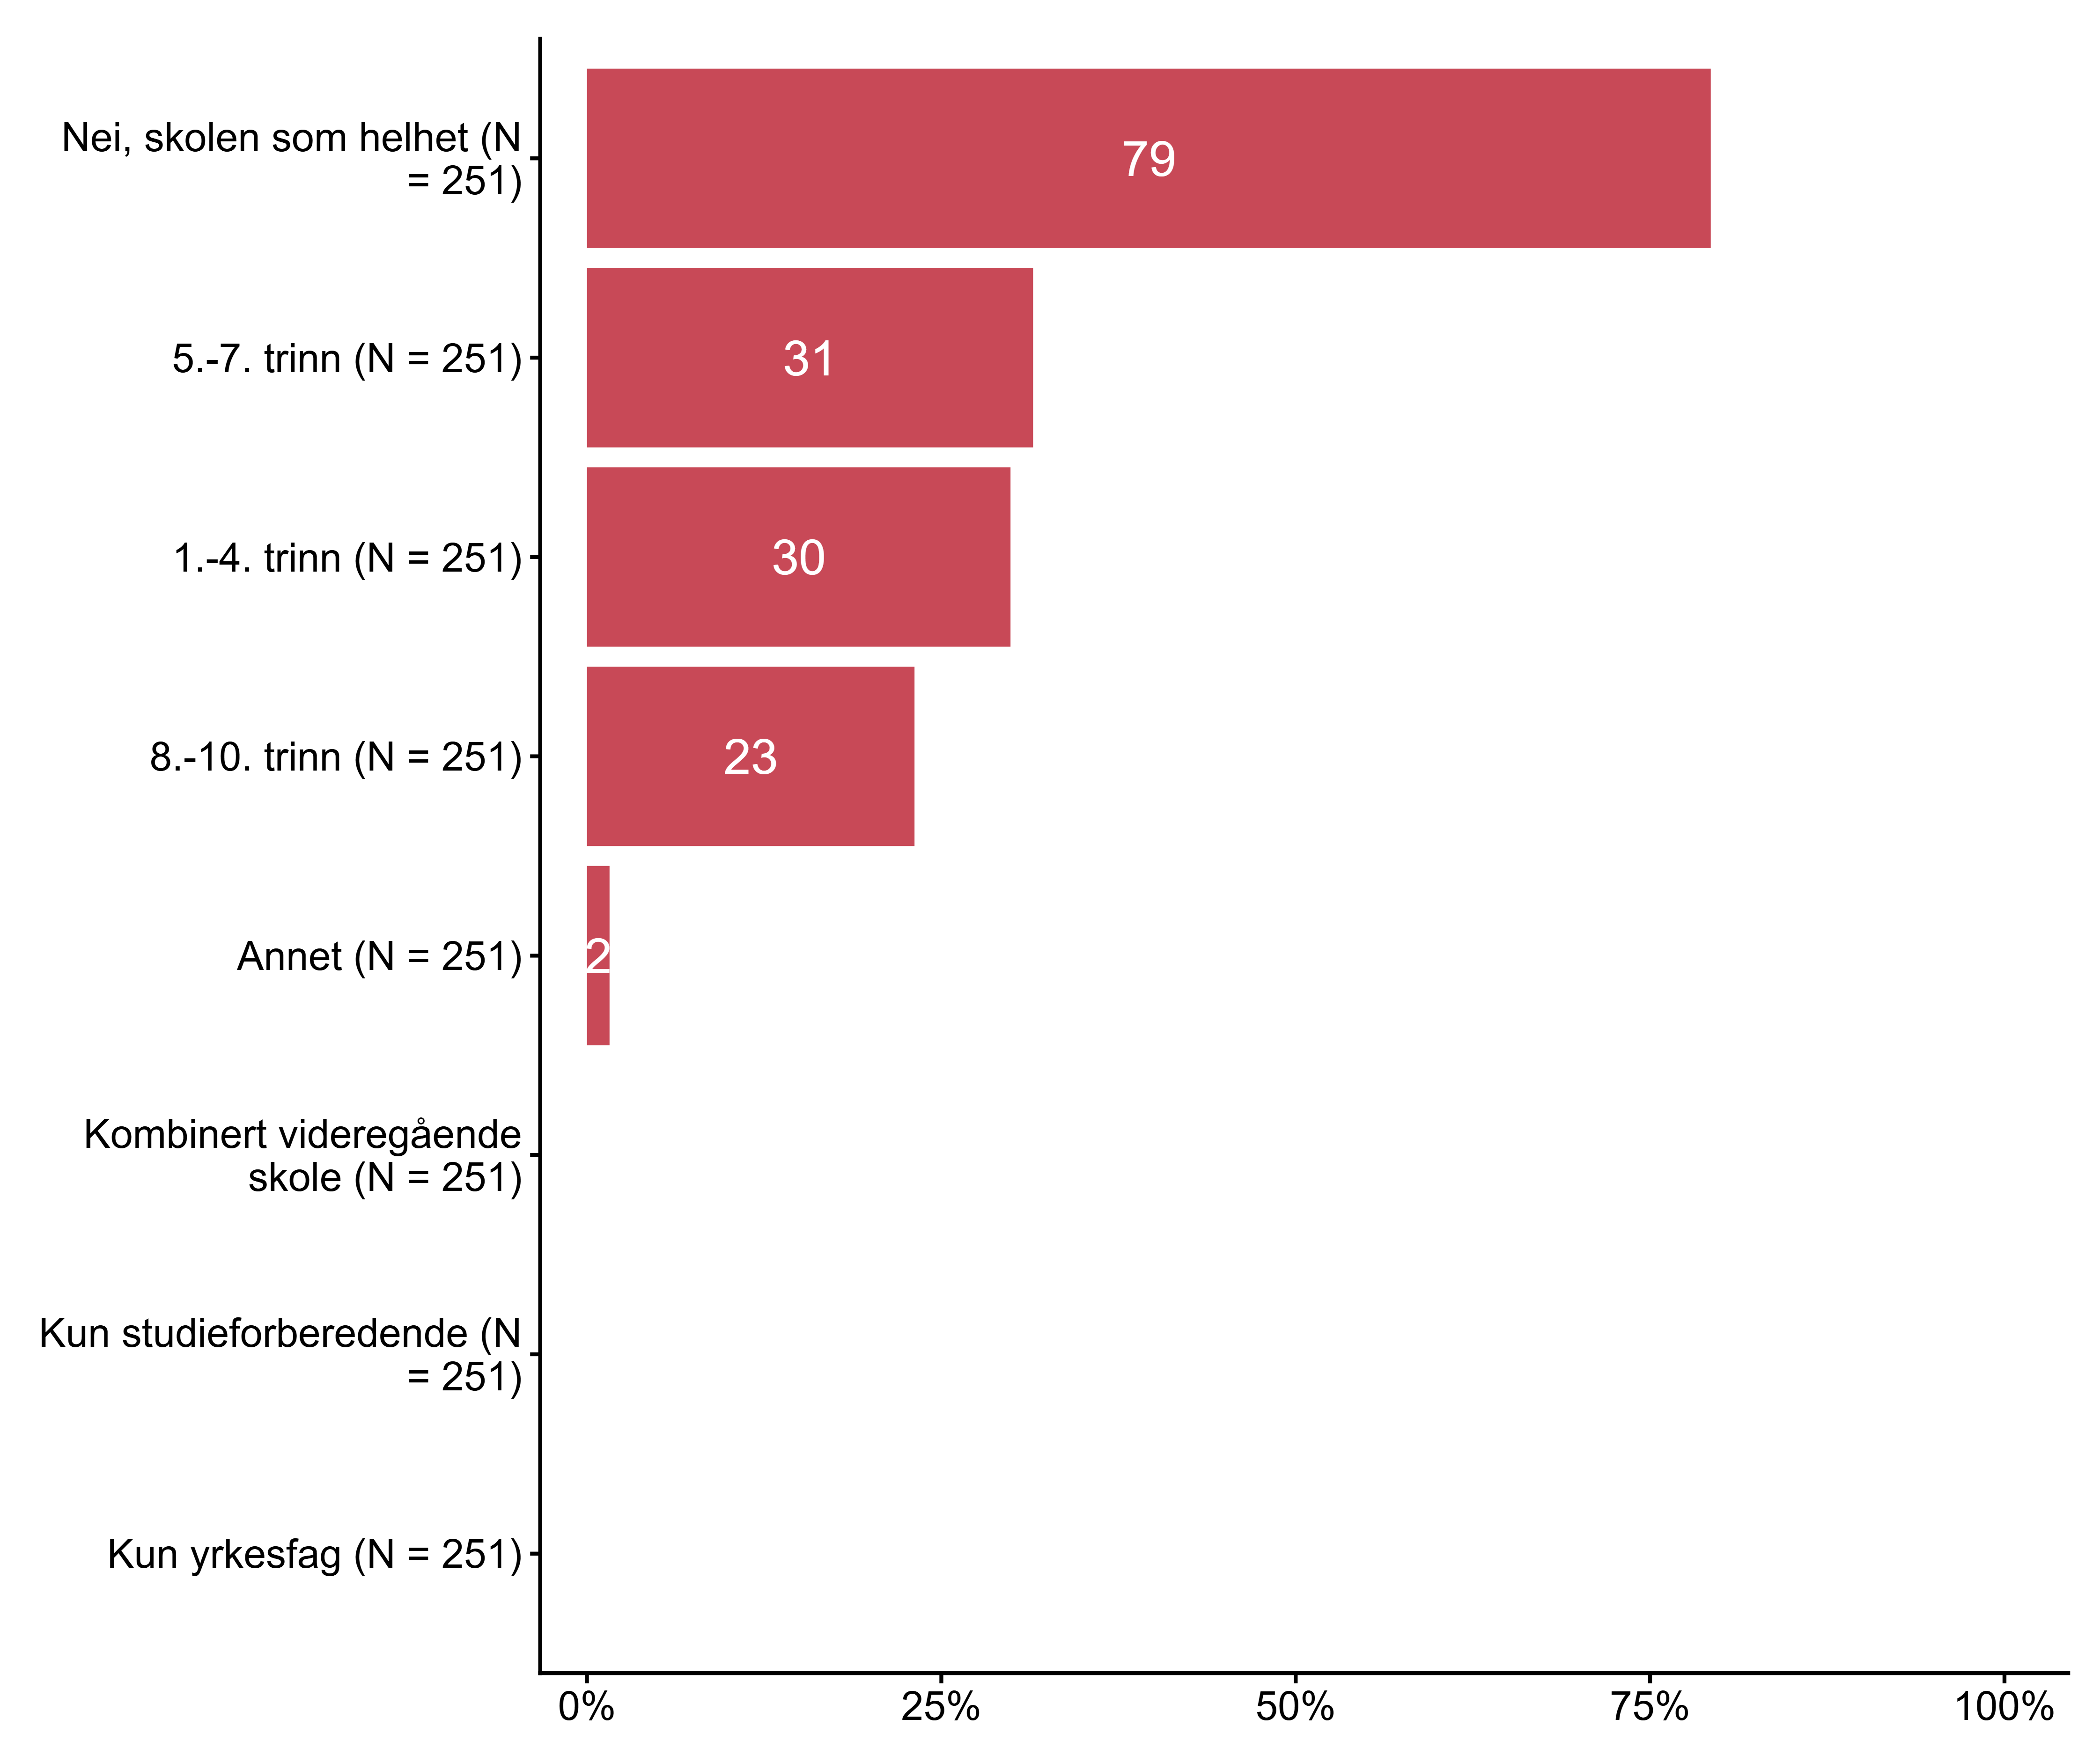 Nei, skolen som helhet (N
= 251)
79
5.-7. trinn (N = 251)
31
1.-4. trinn (N = 251)
30
8.-10. trinn (N = 251)
23
Annet (N = 251)
2
Kombinert videregående
skole (N = 251)
Kun studieforberedende (N
= 251)
Kun yrkesfag (N = 251)
0% 25% 50% 75% 100%